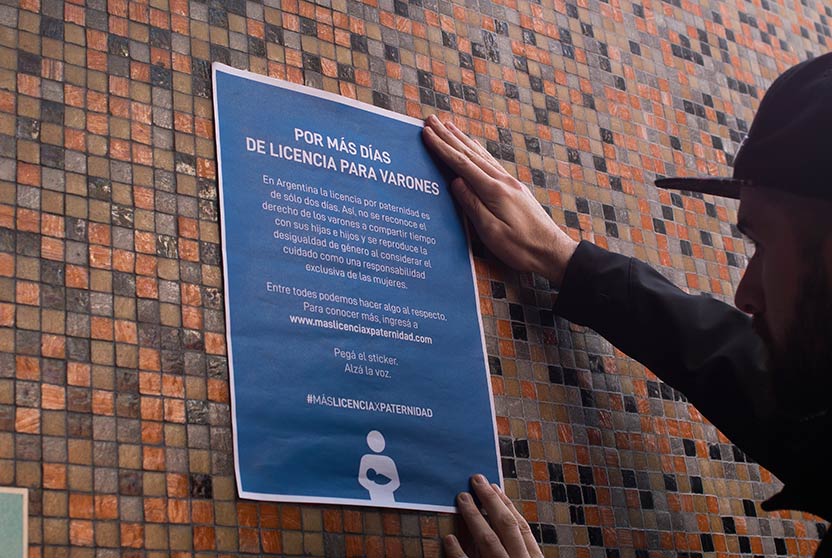 POR MÁS DÍAS
DE LICENCIA PARA VARONES
En Argentina la licencia por paternidad es
de sólo dos días. Así, no se reconoce el
derecho de los varones a compartir tiempo
con sus hijas e hijos y se reproduce la
desigualdad de género al considerar el
cuidado como una responsabilidad
exclusiva de las mujeres.
Entre todes podemos hacer algo al respecto.
Para conocer más, ingresá a
www.maslicenciaxpaternidad.com
Pegá el sticker.
Alzá la voz.
#MÁSLICENCIAXPATERNIDAD